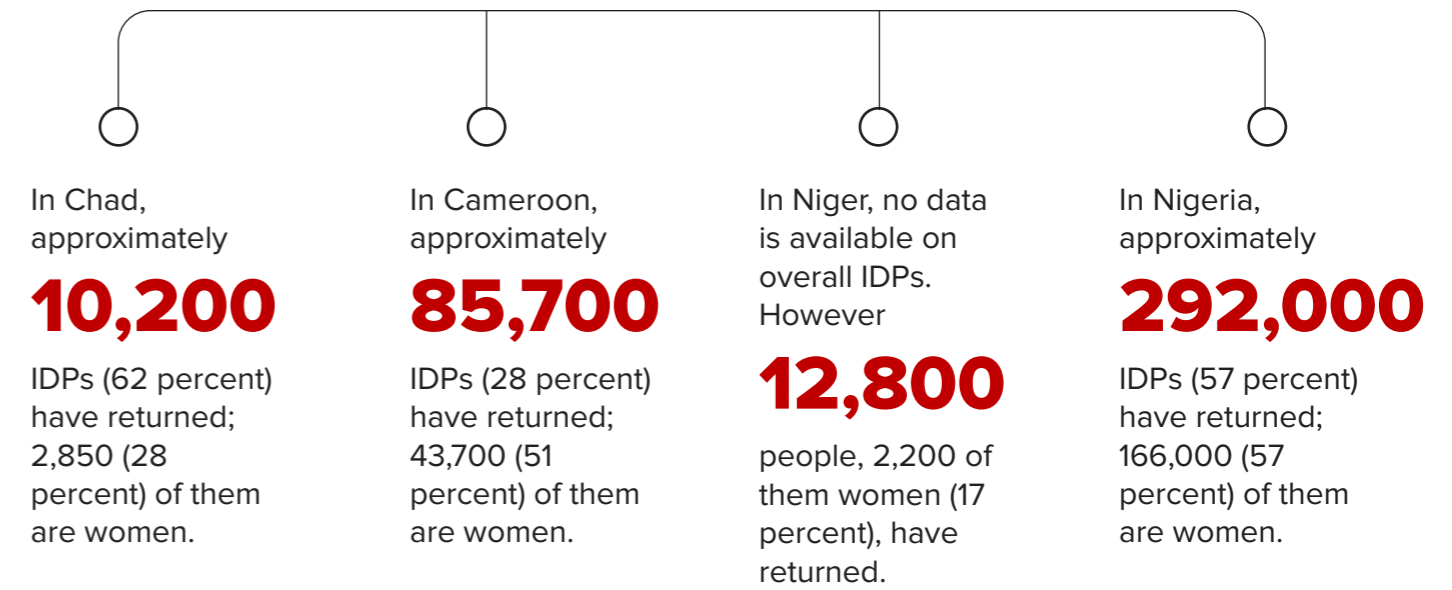 In Chad,
approximately
10,200
IDPs (62 percent)
have returned;
2,850 (28
percent) of them
are women.
In Cameroon,
approximately
85,700
IDPs (28 percent)
have returned;
43,700 (51
percent) of them
are women.
In Niger, no data
is available on
overall IDPs.
However
12,800
people, 2,200 of
them women (17
percent), have
returned.
In Nigeria,
approximately
292,000
IDPs (57 percent)
have returned;
166,000 (57
percent) of them
are women.